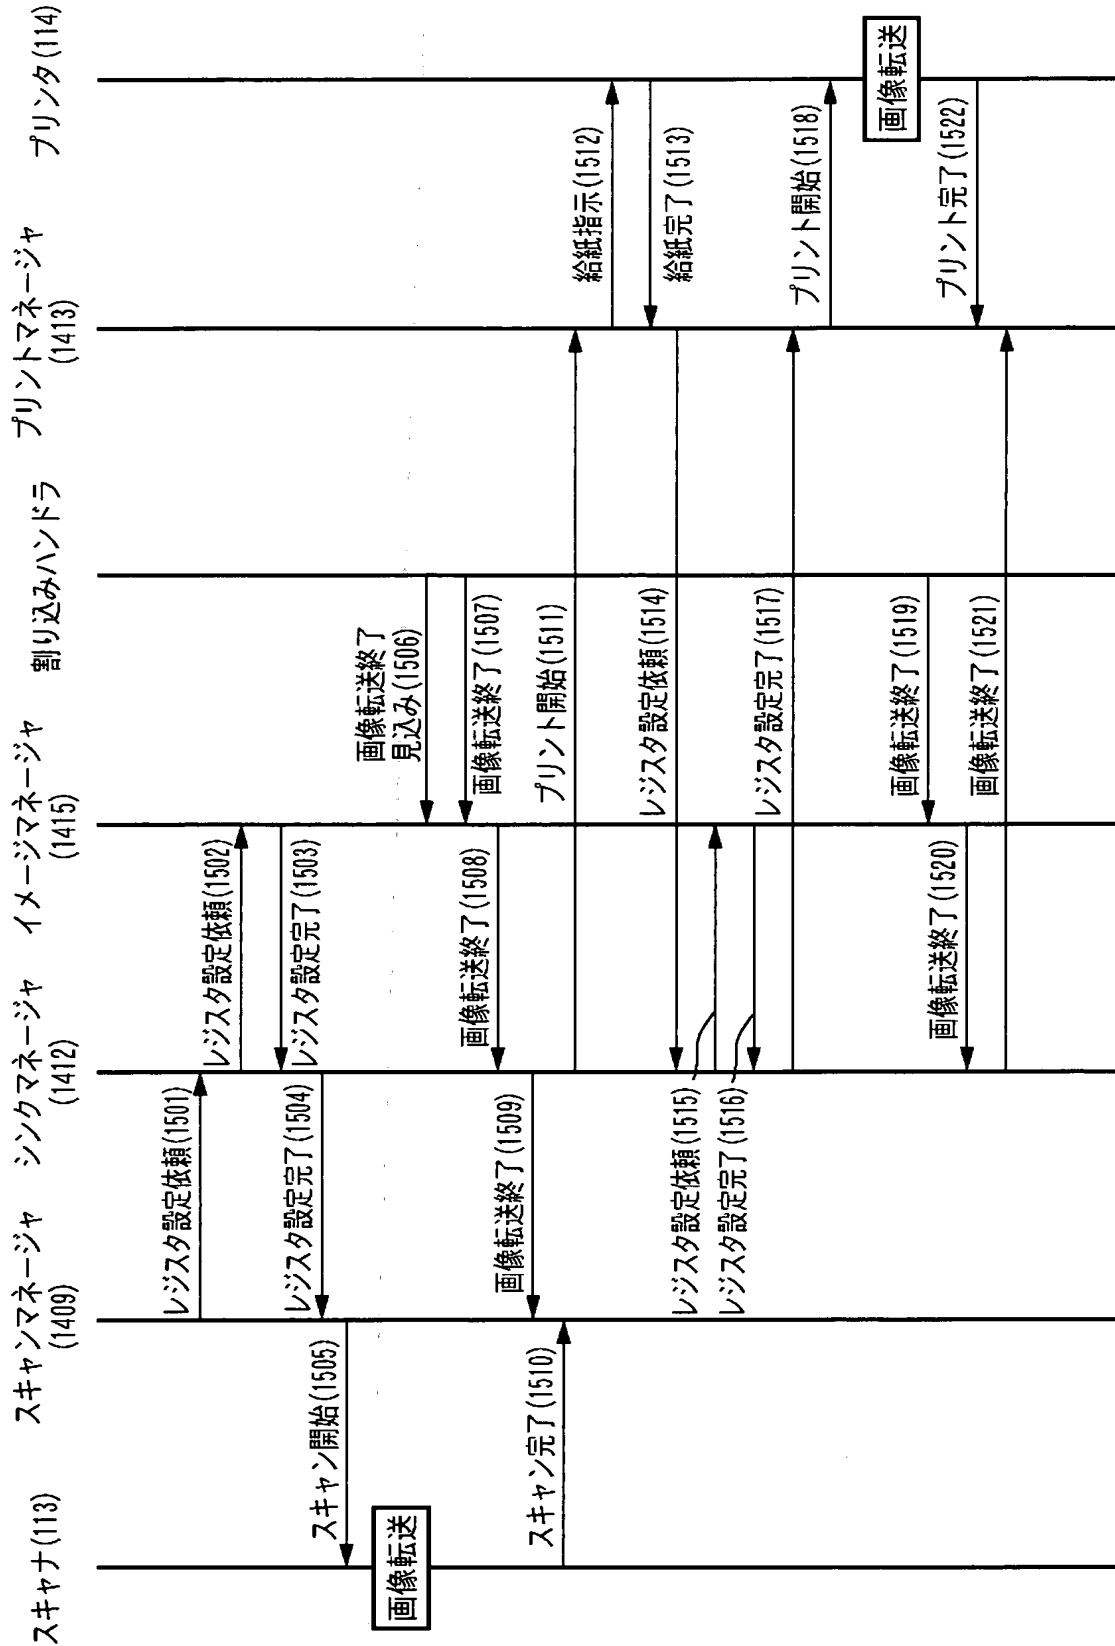 スキャナ(113)
スキャンマネージャ
(1409)
シンクマネージャ
(1412)
イメージマネージャ
(1415)
割り込みハンドラ
プリントマネージャ
(1413)
プリンタ(114)
レジスタ設定依頼(1501)
レジスタ設定依頼(1502)
レジスタ設定完了(1503)
レジスタ設定完了(1504)
スキャン開始(1505)
画像転送
画像転送終了
見込み(1506)
画像転送終了(1507)
画像転送終了(1508)
画像転送終了(1509)
スキャン完了(1510)
プリント開始(1511)
給紙指示(1512)
給紙完了(1513)
レジスタ設定依頼(1514)
レジスタ設定依頼(1515)
レジスタ設定完了(1516)
レジスタ設定完了(1517)
プリント開始(1518)
画像転送
画像転送終了(1519)
画像転送終了(1520)
画像転送終了(1521)
プリント完了(1522)